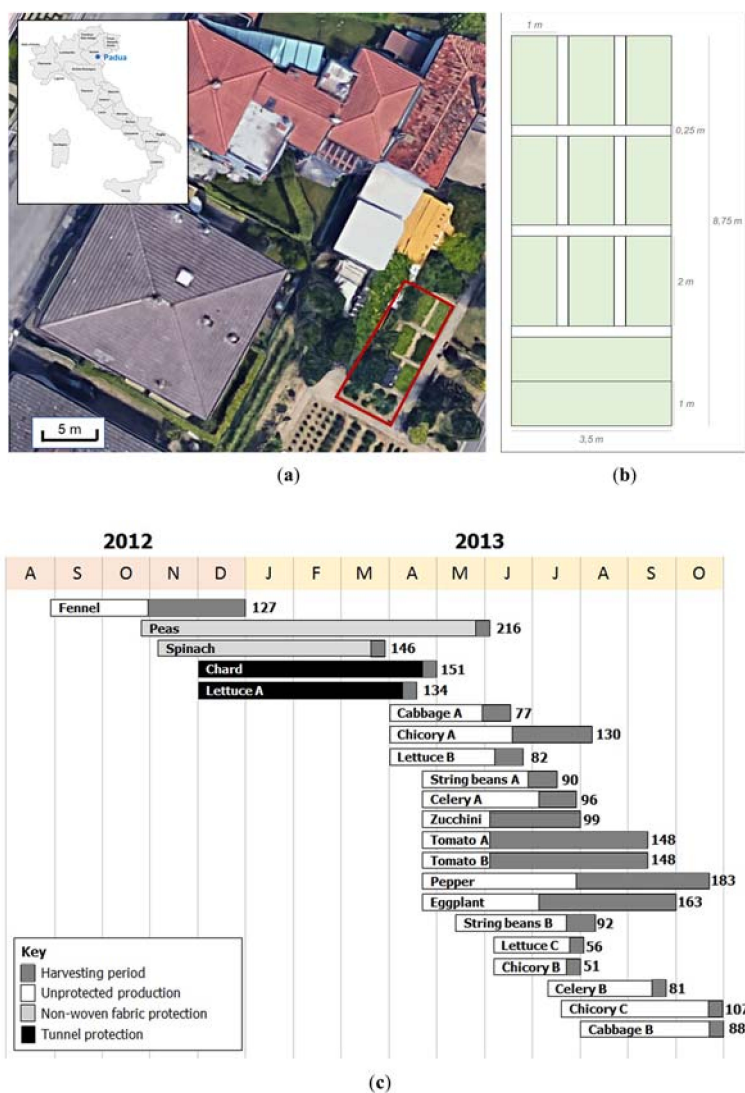 Padua
5 m
(a)
1 m
0,25 m
8,75 m
2 m
1 m
3,5 m
(b)
2012 2013
A S O N D J F M A M J J A S O
Fennel 127
Peas 216
Spinach 146
Chard 151
Lettuce A 134
Cabbage A 77
Chicory A 130
Lettuce B 82
String beans A 90
Celery A 96
Zucchini 99
Tomato A 148
Tomato B 148
Pepper 183
Eggplant 163
String beans B 92
Lettuce C 56
Chicory B 51
Celery B 81
Chicory C 107
Cabbage B 88
Key
Harvesting period
Unprotected production
Non-woven fabric protection
Tunnel protection
(c)